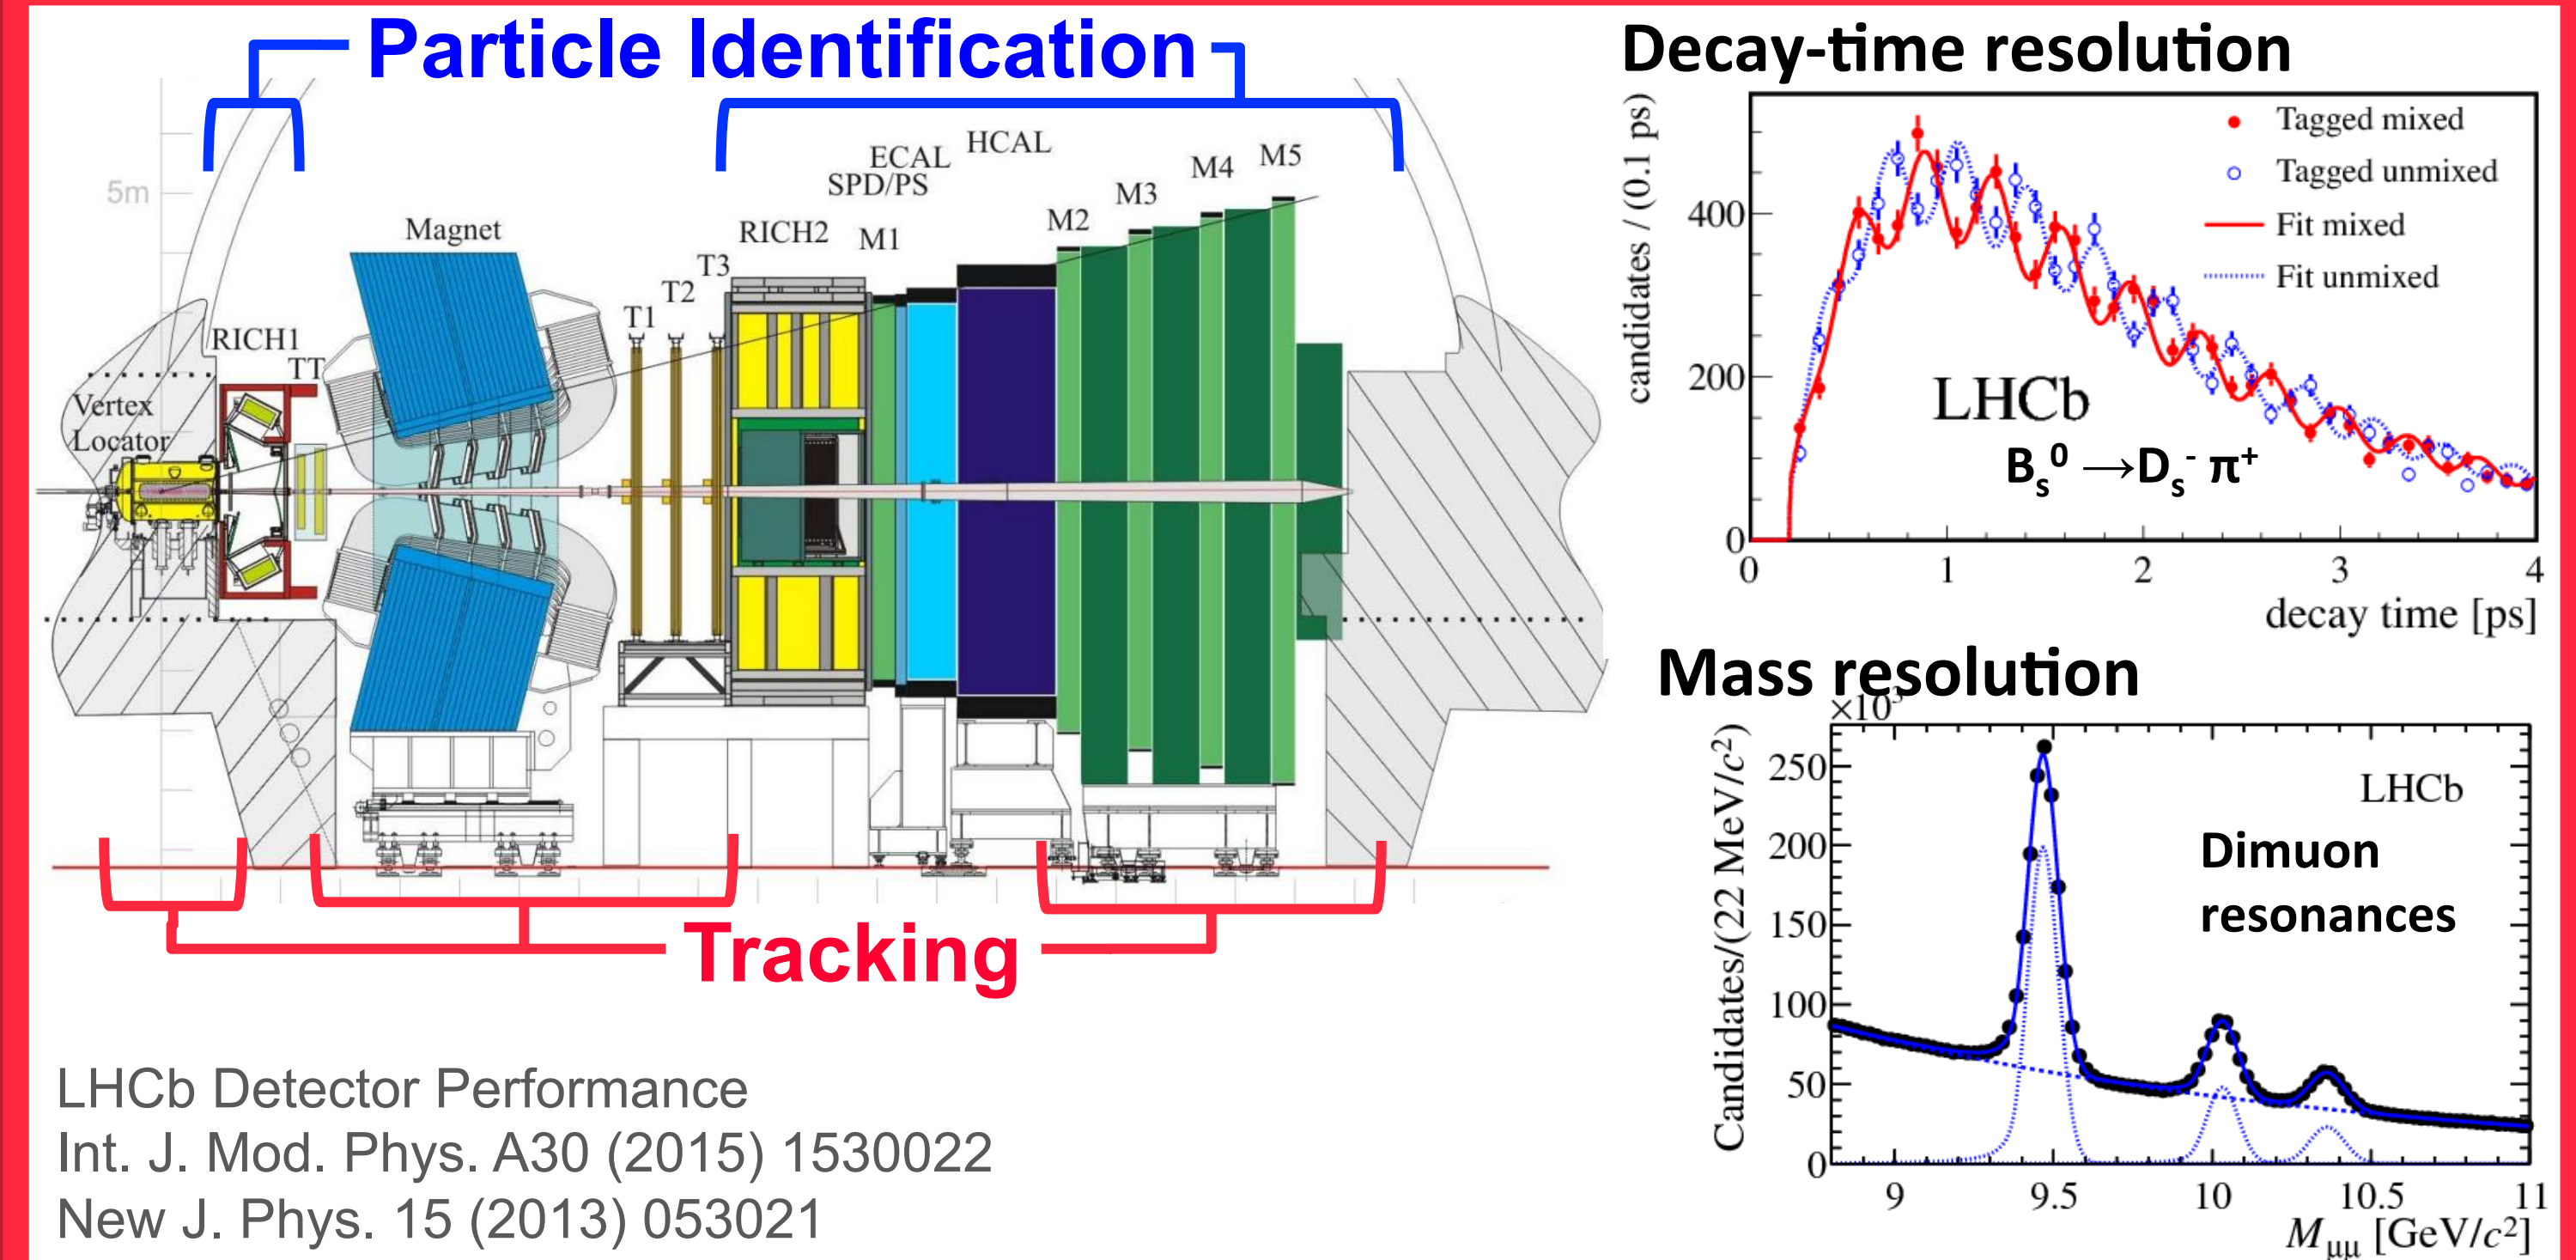 Particle Identification
5m
Vertex
Locator
RICH1
TT
Magnet
T1
T2
T3
RICH2
M1
SPD/PS
ECAL
HCAL
M2
M3
M4
M5
Tracking
LHCb Detector Performance
Int. J. Mod. Phys. A30 (2015) 1530022
New J. Phys. 15 (2013) 053021
Decay-time resolution
candidates / (0.1 ps)
400
200
0
Tagged mixed
Tagged unmixed
Fit mixed
Fit unmixed
LHCb
Bₛ⁰ →Dₛ⁻ π⁺
0 1 2 3 4
decay time [ps]
Mass resolution
×10³
Candidates/(22 MeV/c²)
250
200
150
100
50
0
LHCb
Dimuon
resonances
9 9.5 10 10.5 11
Mμμ [GeV/c²]